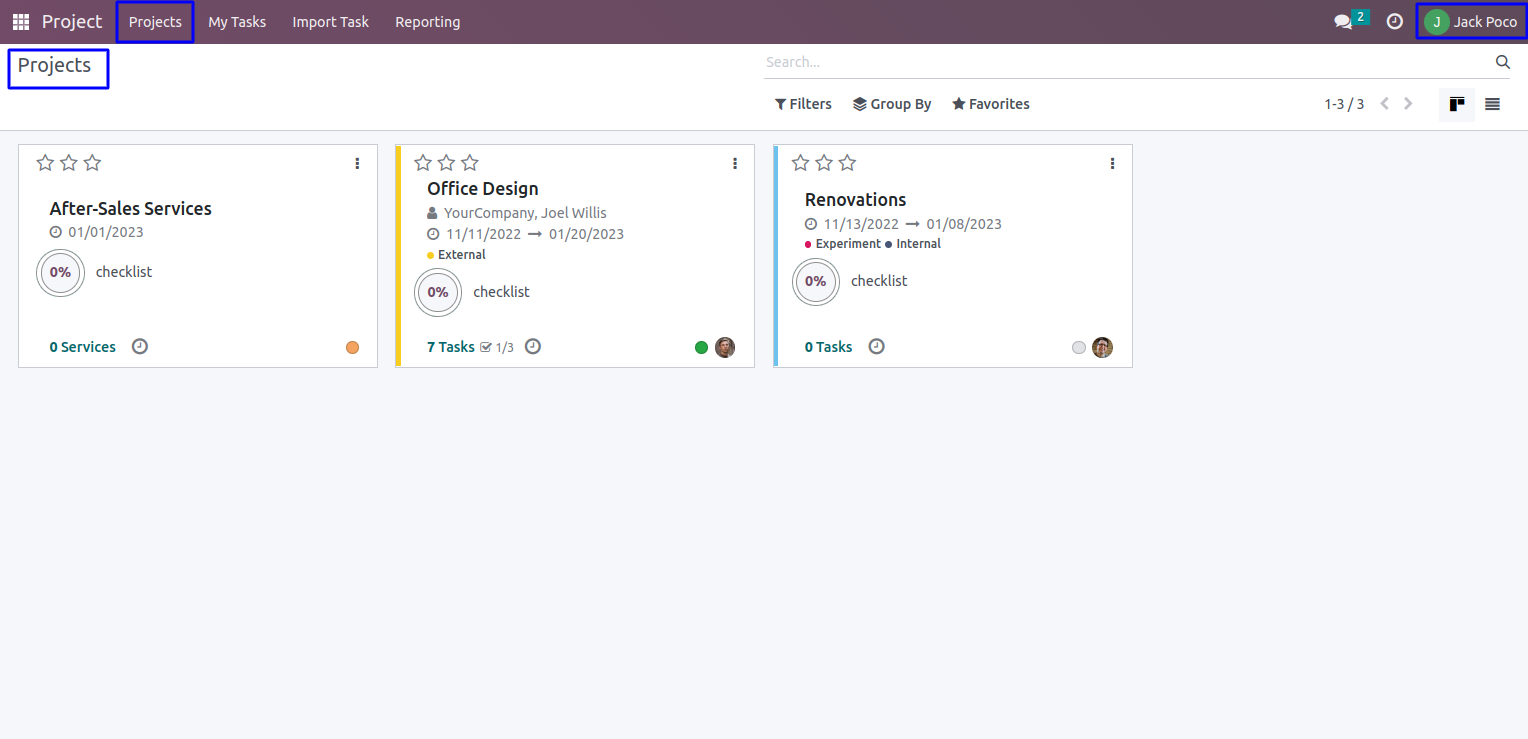 Project Projects My Tasks Import Task Reporting 2 J Jack Poco
Projects
Search...
Filters Group By Favorites 1-3 / 3
After-Sales Services
01/01/2023
0% checklist
0 Services
Office Design
YourCompany, Joel Willis
11/11/2022 → 01/20/2023
External
0% checklist
7 Tasks 1/3
Renovations
11/13/2022 → 01/08/2023
Experiment Internal
0% checklist
0 Tasks